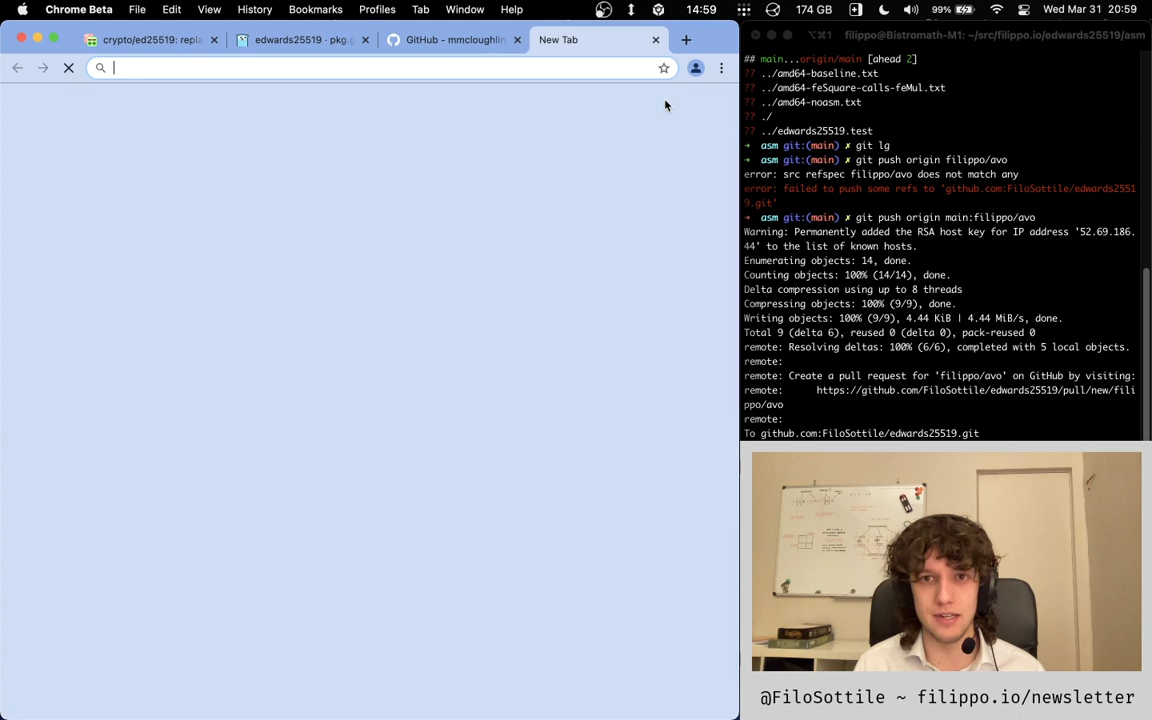 Chrome Beta File Edit View History Bookmarks Profiles Tab Window Help 14:59 174 GB 99% Wed Mar 31 20:59
crypto/ed25519: repla
edwards25519 · pkg.g
GitHub - mmcloughlin
New Tab
⌥⌘1 filippo@Bistromath-M1: ~/src/filippo.io/edwards25519/asm
## main...origin/main [ahead 2]
?? ../amd64-baseline.txt
?? ../amd64-feSquare-calls-feMul.txt
?? ../amd64-noasm.txt
?? ./
?? ../edwards25519.test
➜ asm git:(main) ✗ git lg
➜ asm git:(main) ✗ git push origin filippo/avo
error: src refspec filippo/avo does not match any
error: failed to push some refs to 'github.com:FiloSottile/edwards2551
9.git'
➜ asm git:(main) ✗ git push origin main:filippo/avo
Warning: Permanently added the RSA host key for IP address '52.69.186.
44' to the list of known hosts.
Enumerating objects: 14, done.
Counting objects: 100% (14/14), done.
Delta compression using up to 8 threads
Compressing objects: 100% (9/9), done.
Writing objects: 100% (9/9), 4.44 KiB | 4.44 MiB/s, done.
Total 9 (delta 6), reused 0 (delta 0), pack-reused 0
remote: Resolving deltas: 100% (6/6), completed with 5 local objects.
remote:
remote: Create a pull request for 'filippo/avo' on GitHub by visiting:
remote: https://github.com/FiloSottile/edwards25519/pull/new/fili
ppo/avo
remote:
To github.com:FiloSottile/edwards25519.git
@FiloSottile ~ filippo.io/newsletter